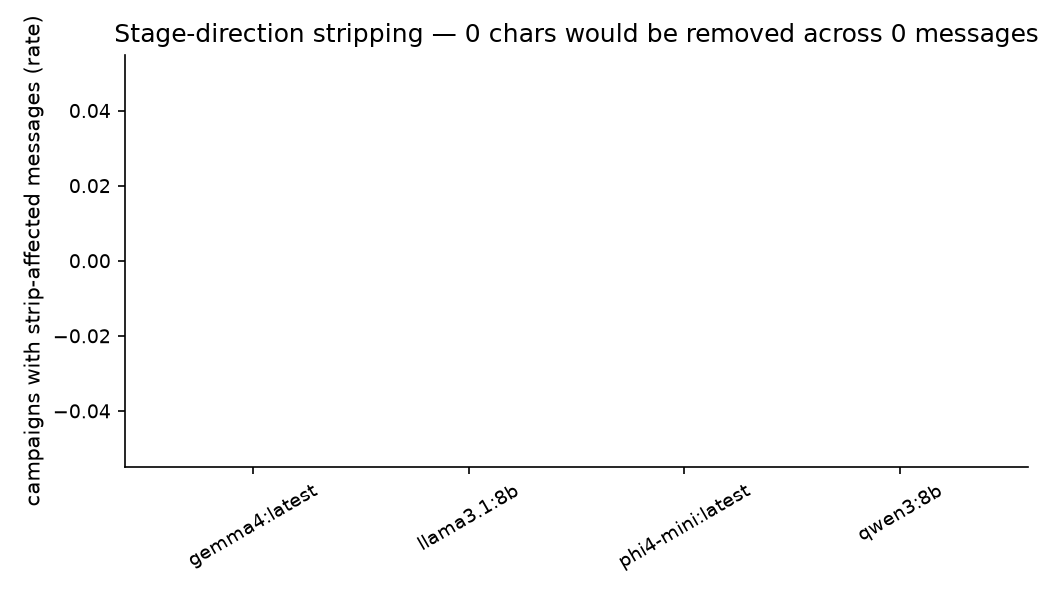 Stage-direction stripping — 0 chars would be removed across 0 messages
campaigns with strip-affected messages (rate)
0.04
0.02
0.00
−0.02
−0.04
gemma4:latest
llama3.1:8b
phi4-mini:latest
qwen3:8b